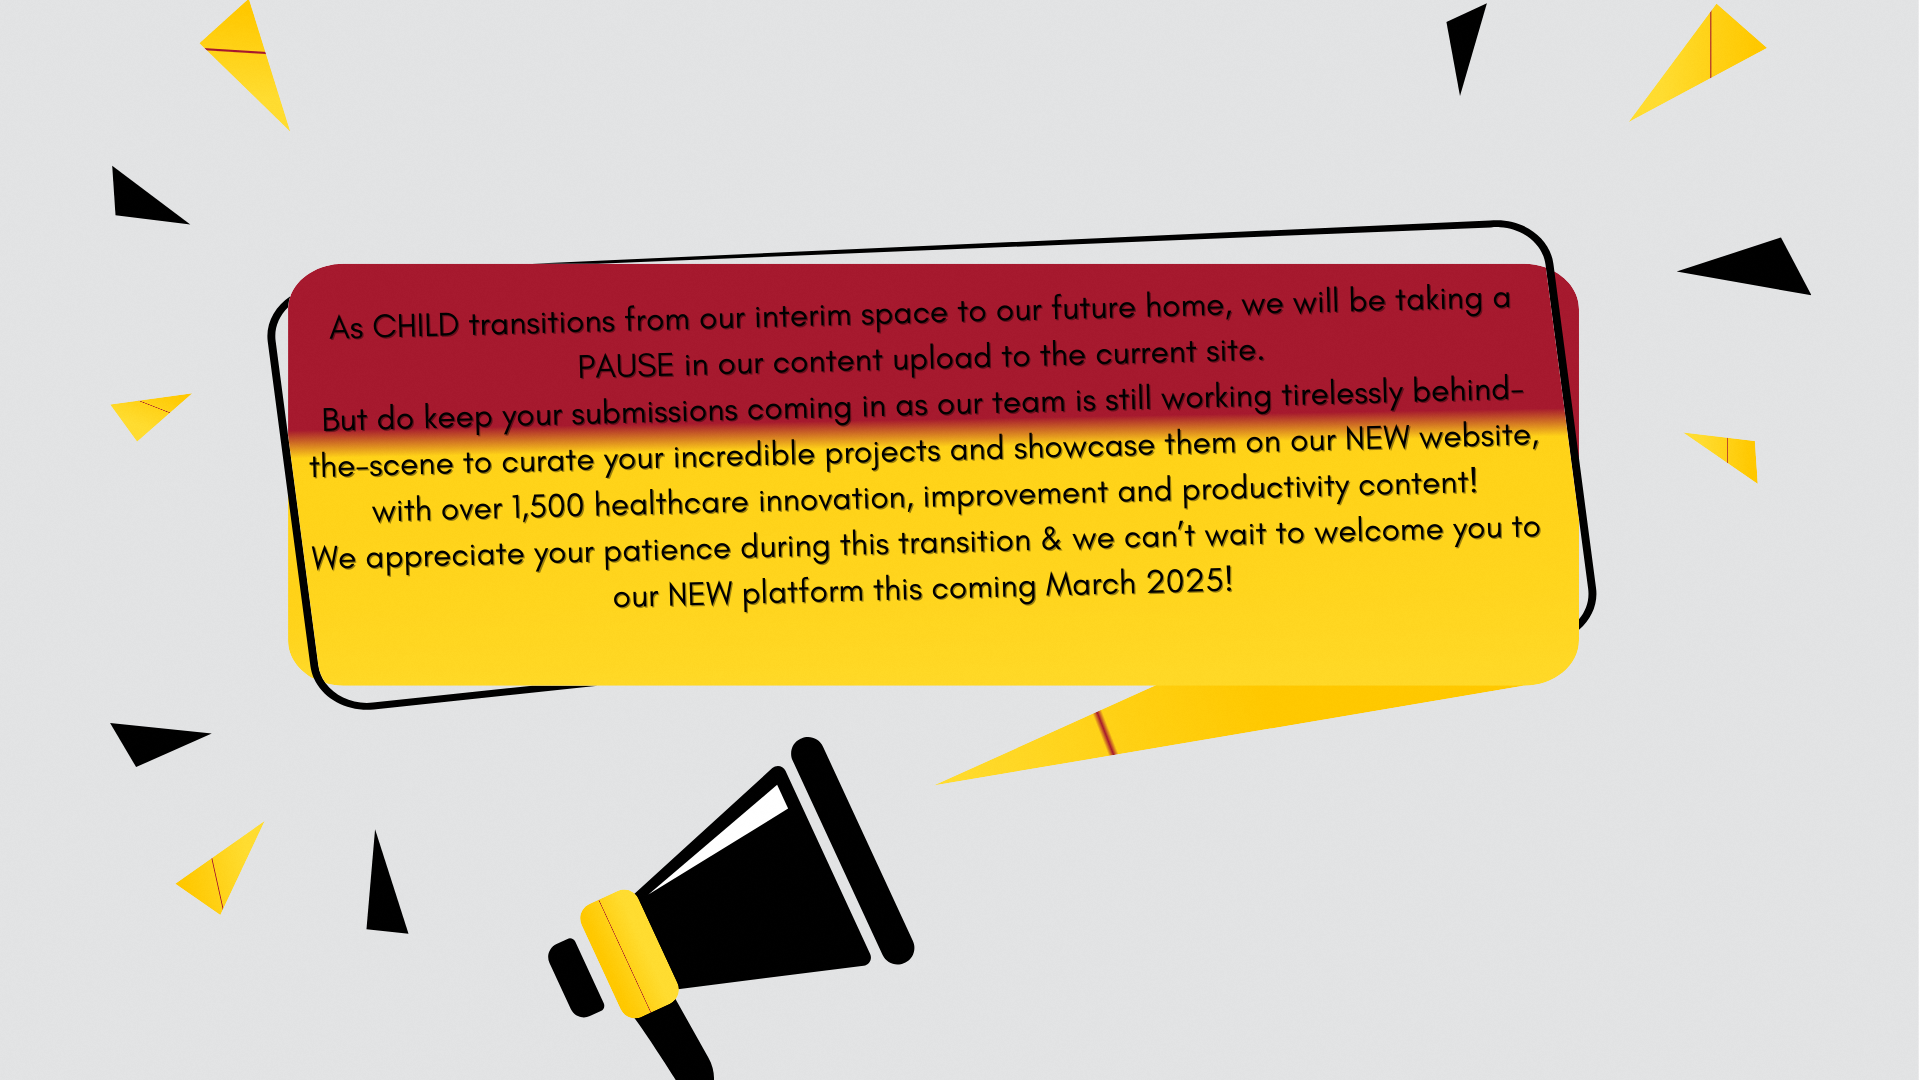 As CHILD transitions from our interim space to our future home, we will be taking a
PAUSE in our content upload to the current site.
But do keep your submissions coming in as our team is still working tirelessly behind-
the-scene to curate your incredible projects and showcase them on our NEW website,
with over 1,500 healthcare innovation, improvement and productivity content!
We appreciate your patience during this transition & we can't wait to welcome you to
our NEW platform this coming March 2025!